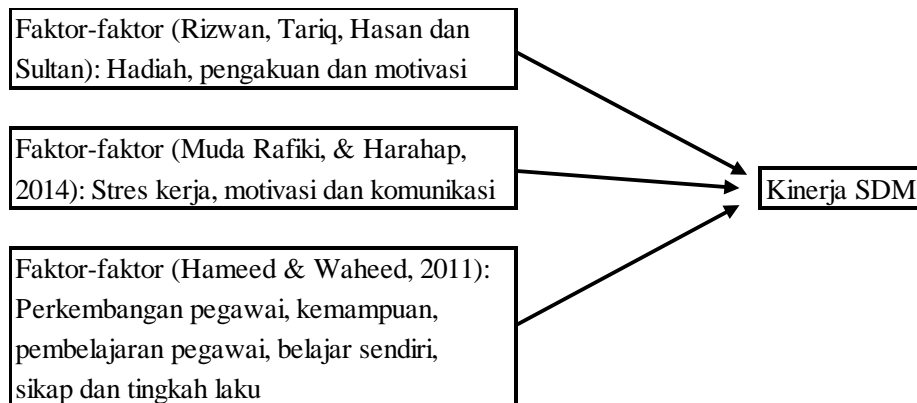 Faktor-faktor (Rizwan, Tariq, Hasan dan
Sultan): Hadiah, pengakuan dan motivasi
Faktor-faktor (Muda Rafiki, & Harahap,
2014): Stres kerja, motivasi dan komunikasi
Kinerja SDM
Faktor-faktor (Hameed & Waheed, 2011):
Perkembangan pegawai, kemampuan,
pembelajaran pegawai, belajar sendiri,
sikap dan tingkah laku